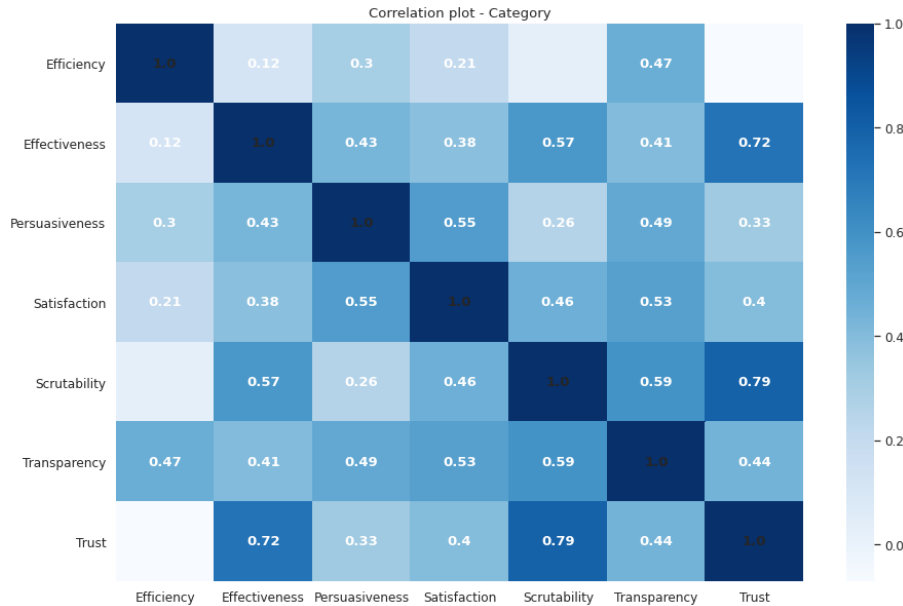 Correlation plot - Category
Efficiency 1.0 0.12 0.3 0.21 0.47
Effectiveness 0.12 1.0 0.43 0.38 0.57 0.41 0.72
Persuasiveness 0.3 0.43 1.0 0.55 0.26 0.49 0.33
Satisfaction 0.21 0.38 0.55 1.0 0.46 0.53 0.4
Scrutability 0.57 0.26 0.46 1.0 0.59 0.79
Transparency 0.47 0.41 0.49 0.53 0.59 1.0 0.44
Trust 0.72 0.33 0.4 0.79 0.44 1.0
Efficiency Effectiveness Persuasiveness Satisfaction Scrutability Transparency Trust
1.0
0.8
0.6
0.4
0.2
0.0